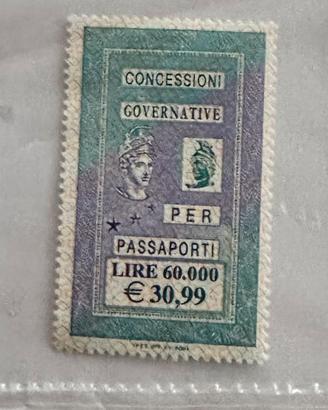 CONCESSIONI
GOVERNATIVE
PER
PASSAPORTI
LIRE 60.000
€ 30,99